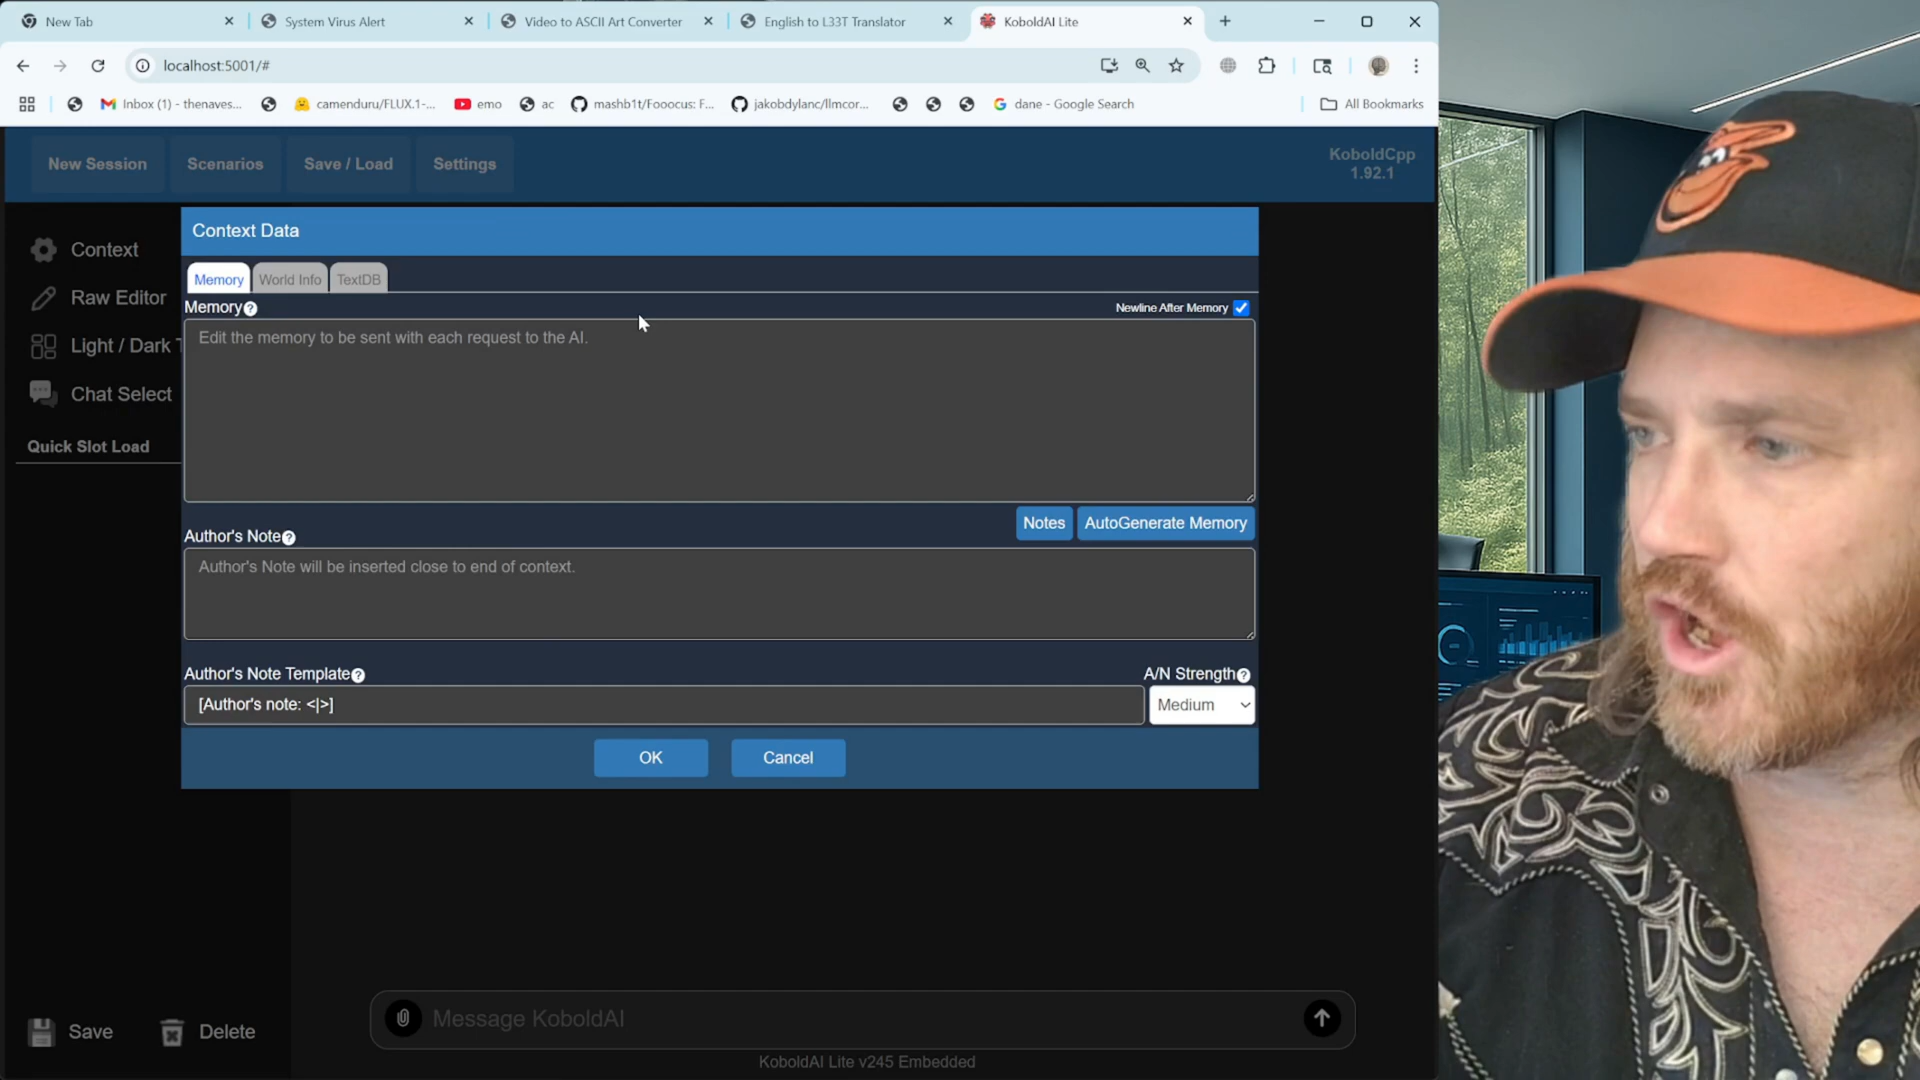 New Tab
System Virus Alert
Video to ASCII Art Converter
English to L33T Translator
KoboldAI Lite
localhost:5001/#
Inbox (1) - thenaves...
camenduru/FLUX.1-...
emo
ac
mashb1t/Fooocus: F...
jakobdylanc/llmcor...
dane - Google Search
All Bookmarks
New Session
Scenarios
Save / Load
Settings
KoboldCpp
1.92.1
Context Data
Context
Raw Editor
Light / Dark T
Chat Select
Quick Slot Load
Memory
World Info
TextDB
Memory?
Newline After Memory
Edit the memory to be sent with each request to the AI.
Notes
AutoGenerate Memory
Author's Note?
Author's Note will be inserted close to end of context.
Author's Note Template?
A/N Strength?
[Author's note: <|>]
Medium
OK
Cancel
Message KoboldAI
Save
Delete
KoboldAI Lite v245 Embedded